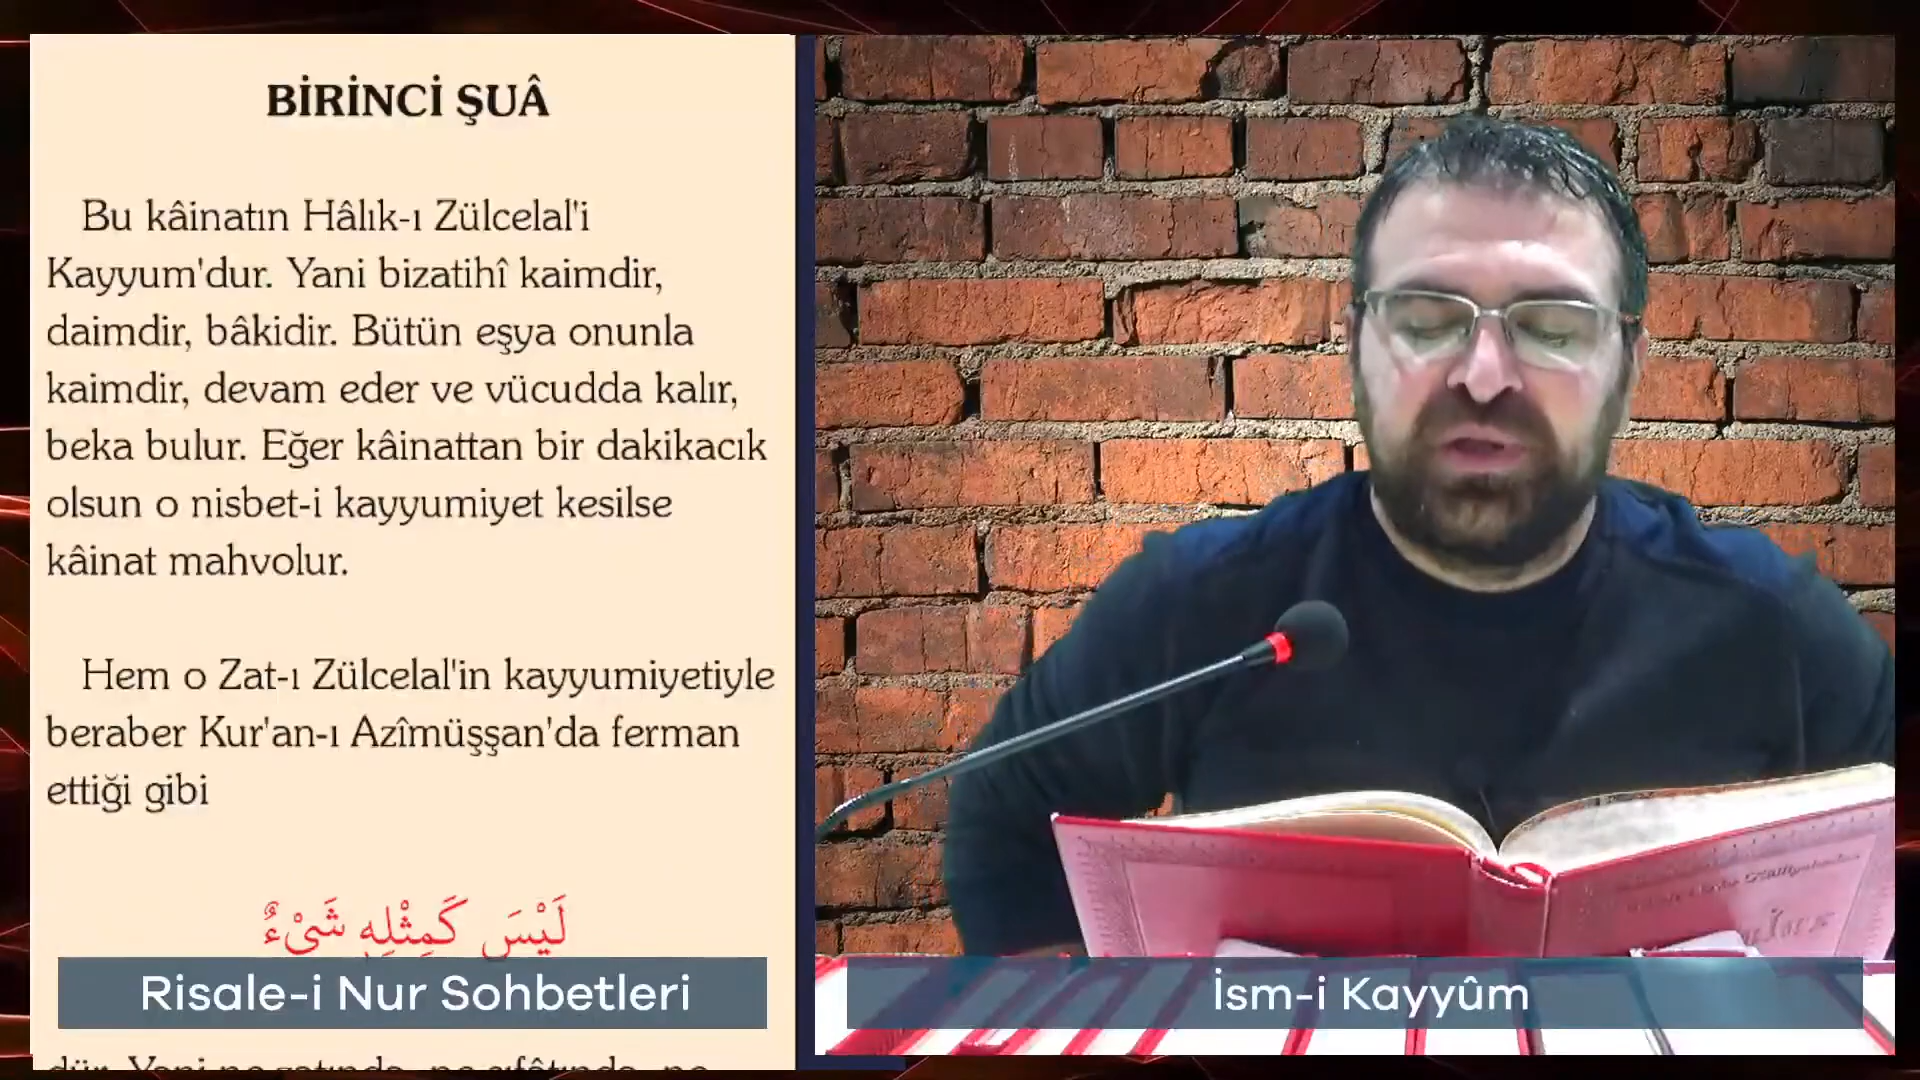 BİRİNCİ ŞUÂ
Bu kâinatın Hâlık-ı Zülcelal'i
Kayyum'dur. Yani bizatihî kaimdir,
daimdir, bâkidir. Bütün eşya onunla
kaimdir, devam eder ve vücudda kalır,
beka bulur. Eğer kâinattan bir dakikacık
olsun o nisbet-i kayyumiyet kesilse
kâinat mahvolur.
Hem o Zat-ı Zülcelal'in kayyumiyetiyle
beraber Kur'an-ı Azîmüşşan'da ferman
ettiği gibi
لَيْسَ كَمِثْلِهٖ شَىْءٌ
Risale-i Nur Sohbetleri
İsm-i Kayyûm